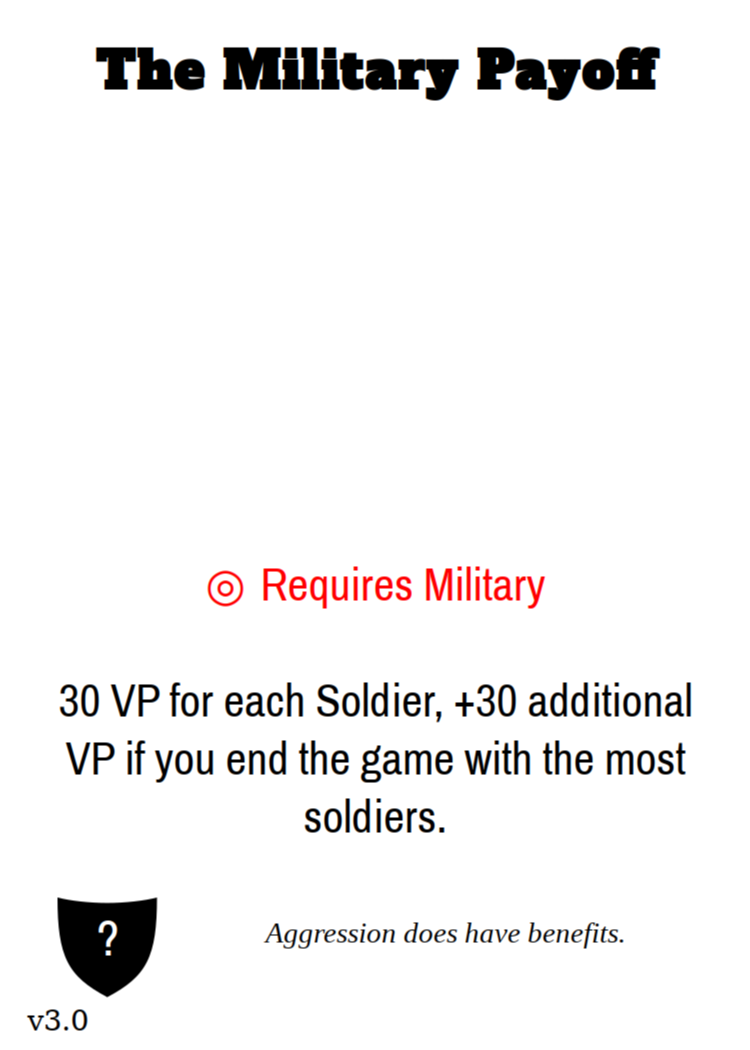 The Military Payoff
◎ Requires Military
30 VP for each Soldier, +30 additional
VP if you end the game with the most
soldiers.
?
Aggression does have benefits.
v3.0